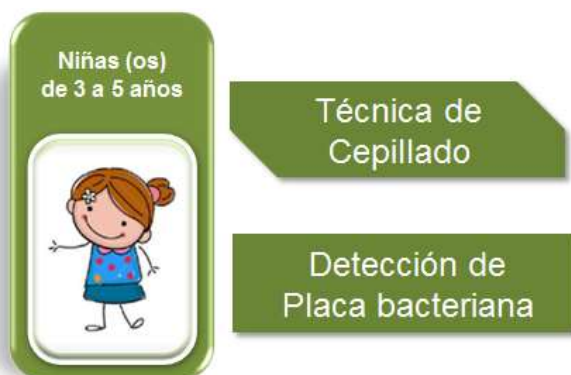 Niñas (os)
de 3 a 5 años
Técnica de
Cepillado
Detección de
Placa bacteriana